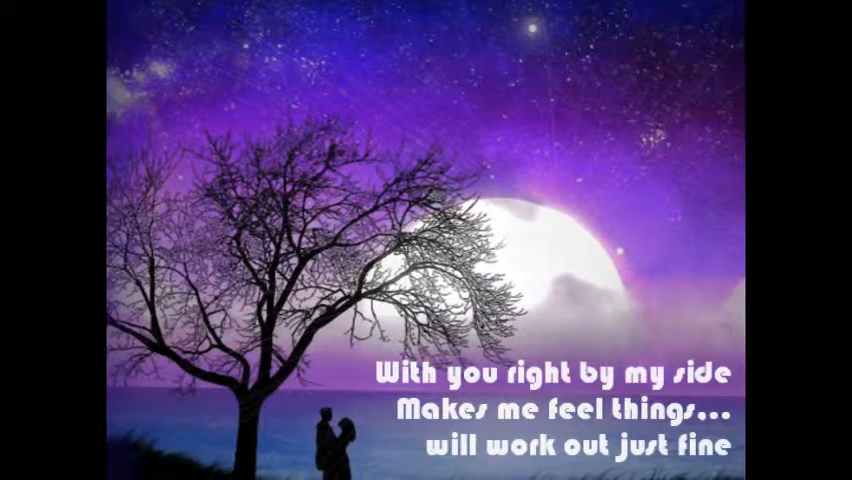 With you right by my side
Makes me feel things...
will work out just fine